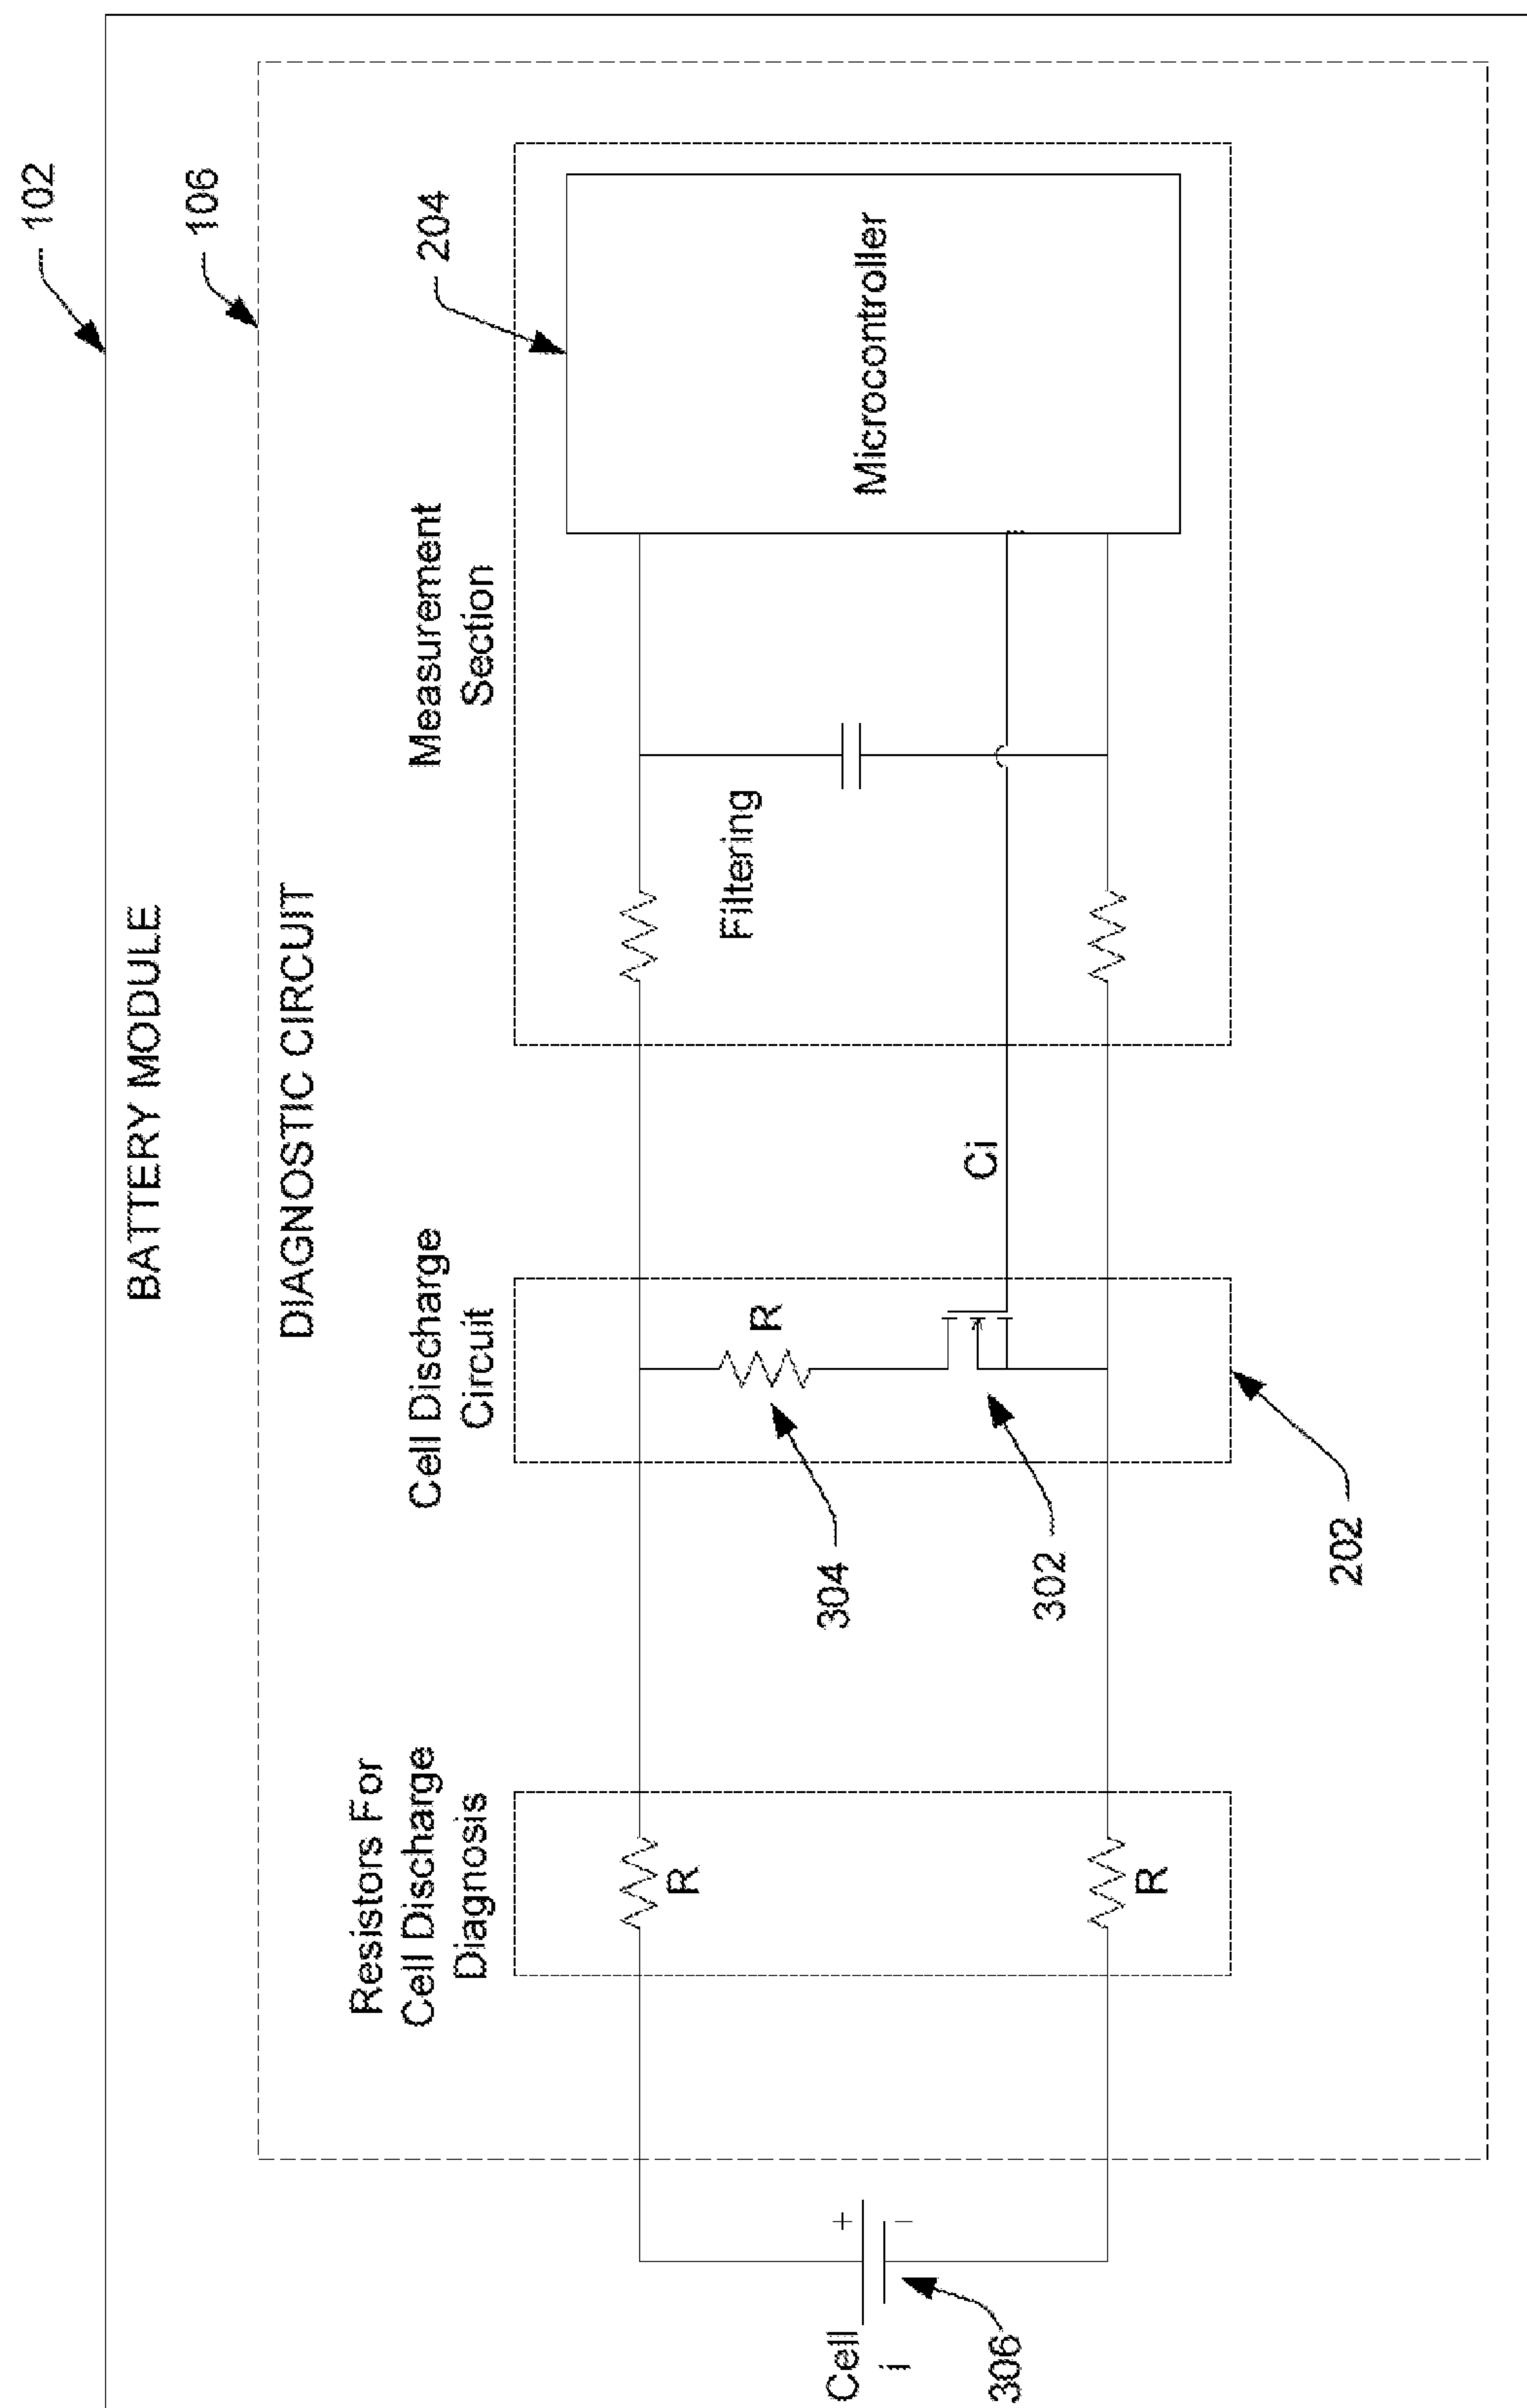 102
BATTERY MODULE
106
DIAGNOSTIC CIRCUIT
Resistors For
Cell Discharge
Diagnosis
Cell Discharge
Circuit
Measurement
Section
204
R
R
304
R
302
202
Ci
Filtering
Microcontroller
Cell
i
+
−
306